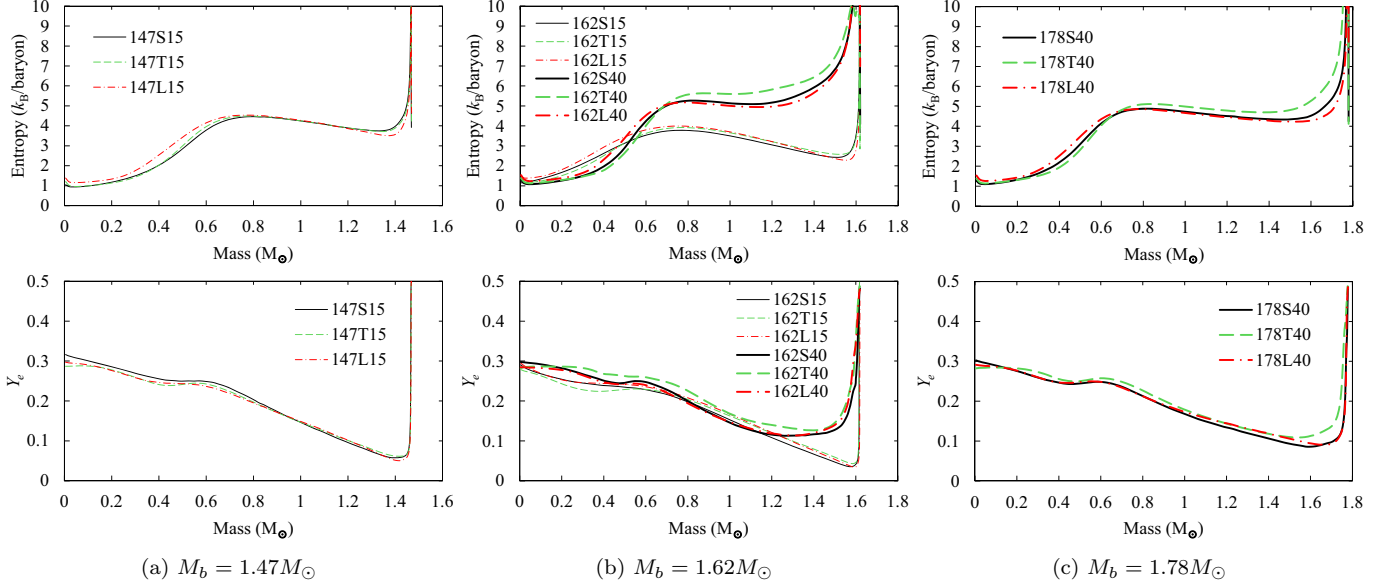 10
9
8
7
6
5
4
3
2
1
0
Entropy (k_B/baryon)
147S15
147T15
147L15
0 0.2 0.4 0.6 0.8 1 1.2 1.4 1.6
Mass (M⊙)
10
9
8
7
6
5
4
3
2
1
0
Entropy (k_B/baryon)
162S15
162T15
162L15
162S40
162T40
162L40
0 0.2 0.4 0.6 0.8 1 1.2 1.4 1.6 1.8
Mass (M⊙)
10
9
8
7
6
5
4
3
2
1
0
Entropy (k_B/baryon)
178S40
178T40
178L40
0 0.2 0.4 0.6 0.8 1 1.2 1.4 1.6 1.8
Mass (M⊙)
0.5
0.4
0.3
0.2
0.1
0
Y_e
147S15
147T15
147L15
0 0.2 0.4 0.6 0.8 1 1.2 1.4 1.6
Mass (M⊙)
0.5
0.4
0.3
0.2
0.1
0
Y_e
162S15
162T15
162L15
162S40
162T40
162L40
0 0.2 0.4 0.6 0.8 1 1.2 1.4 1.6 1.8
Mass (M⊙)
0.5
0.4
0.3
0.2
0.1
0
Y_e
178S40
178T40
178L40
0 0.2 0.4 0.6 0.8 1 1.2 1.4 1.6 1.8
Mass (M⊙)
(a) M_b = 1.47M⊙
(b) M_b = 1.62M⊙
(c) M_b = 1.78M⊙